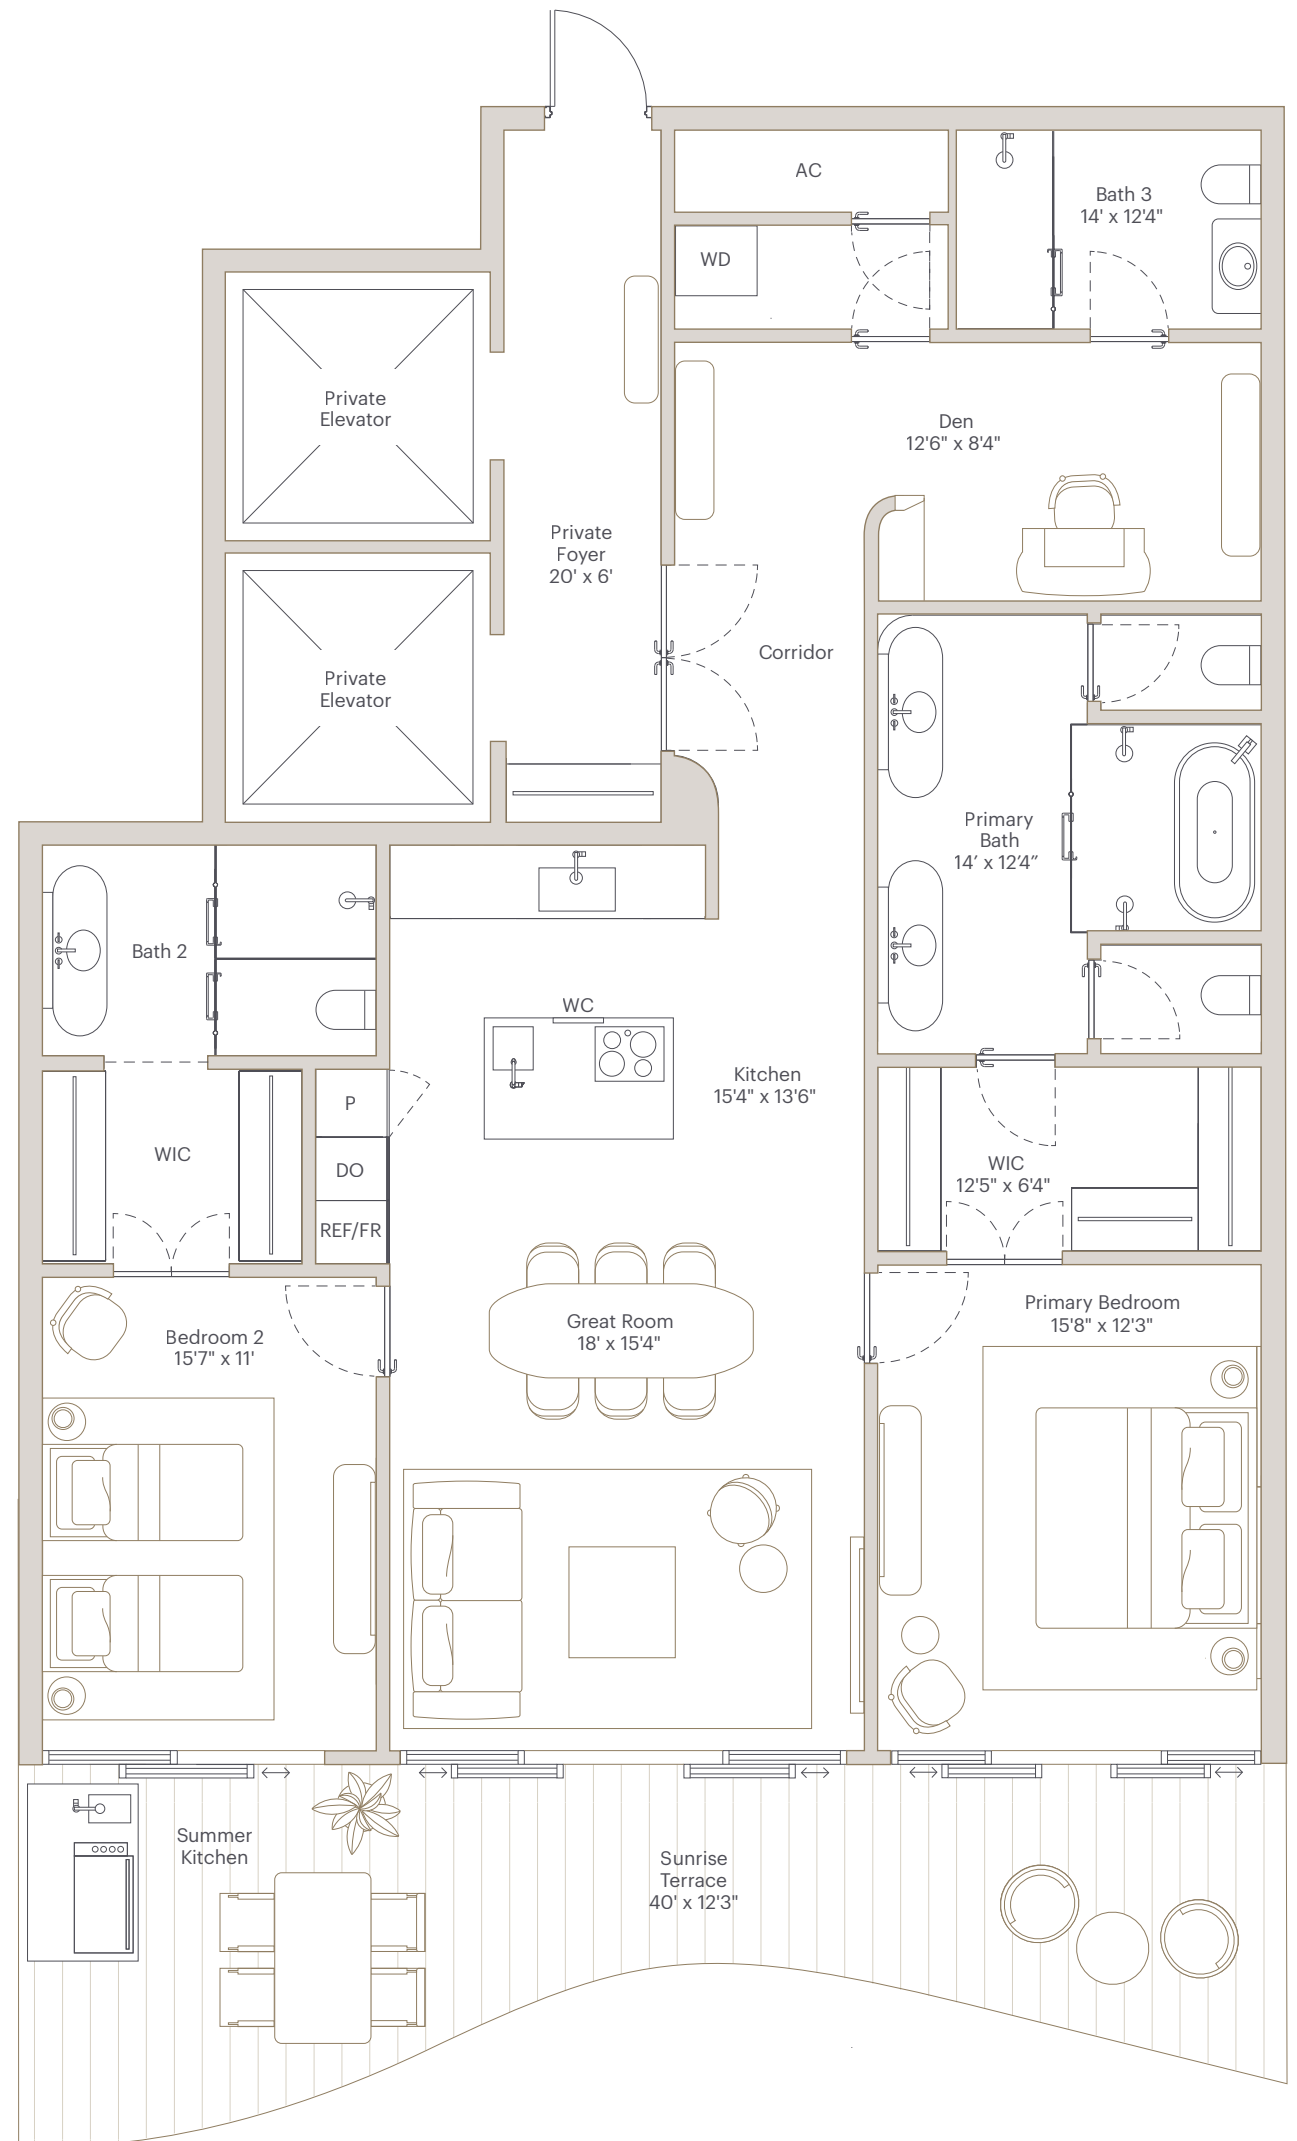 AC
Bath 3
14' x 12'4"
WD
Private
Elevator
Den
12'6" x 8'4"
Private
Foyer
20' x 6'
Corridor
Private
Elevator
Primary
Bath
14′ x 12′4″
Bath 2
WC
Kitchen
15'4" x 13'6"
P
WIC
DO
WIC
12'5" x 6'4"
REF/FR
Primary Bedroom
15'8" x 12'3"
Great Room
18' x 15'4"
Bedroom 2
15'7" x 11'
Summer
Kitchen
Sunrise
Terrace
40' x 12'3"